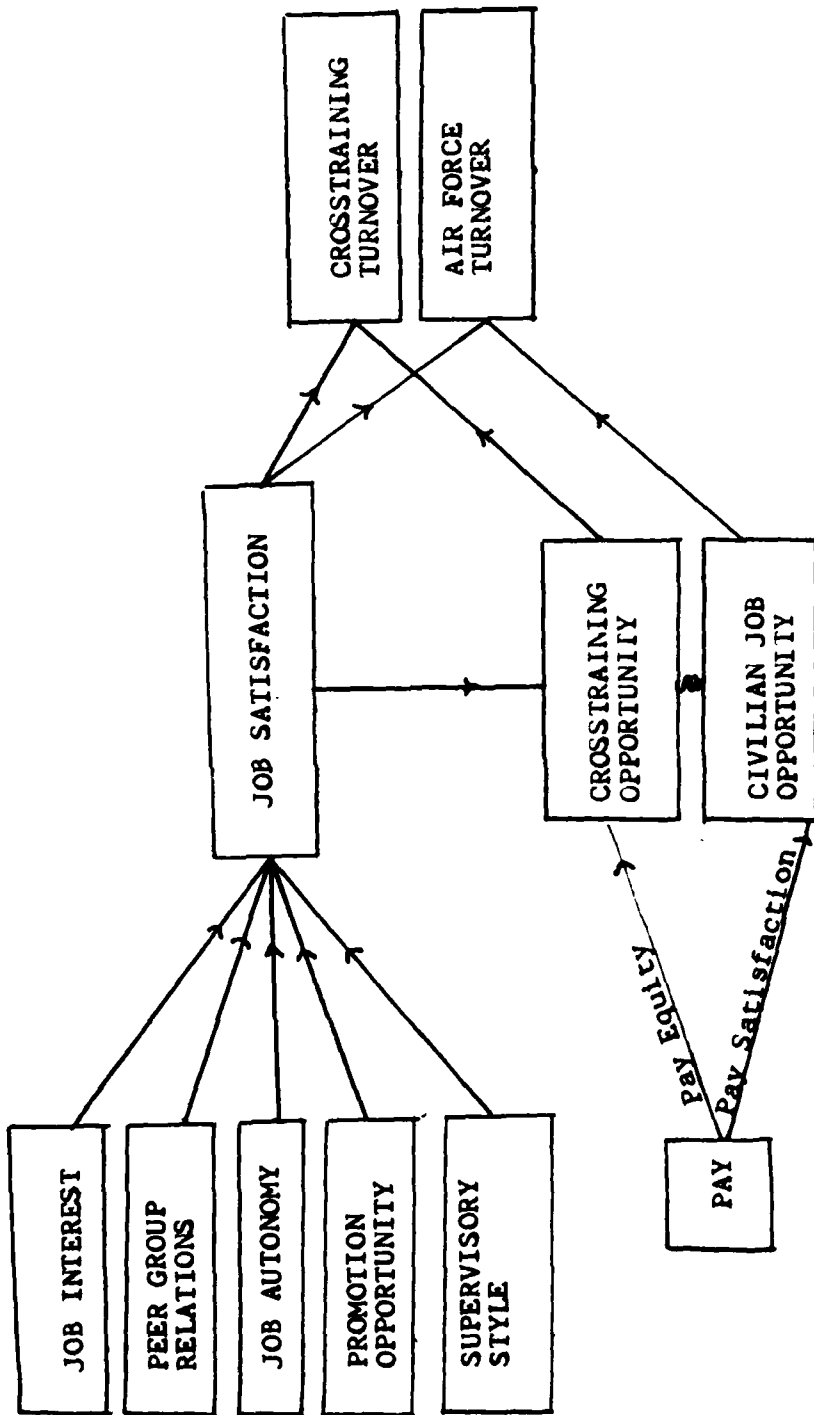 JOB INTEREST
PEER GROUP
RELATIONS
JOB AUTONOMY
PROMOTION
OPPORTUNITY
SUPERVISORY
STYLE
PAY
Pay Equity
Pay Satisfaction
JOB SATISFACTION
CROSSTRAINING
OPPORTUNITY
CIVILIAN JOB
OPPORTUNITY
CROSSTRAINING
TURNOVER
AIR FORCE
TURNOVER